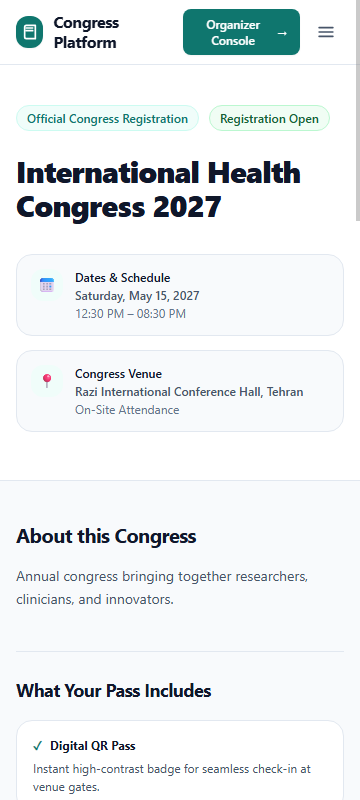 Congress
Platform
Organizer
Console →
Official Congress Registration
Registration Open
International Health
Congress 2027
Dates & Schedule
Saturday, May 15, 2027
12:30 PM – 08:30 PM
Congress Venue
Razi International Conference Hall, Tehran
On-Site Attendance
About this Congress
Annual congress bringing together researchers,
clinicians, and innovators.
What Your Pass Includes
✓ Digital QR Pass
Instant high-contrast badge for seamless check-in at
venue gates.